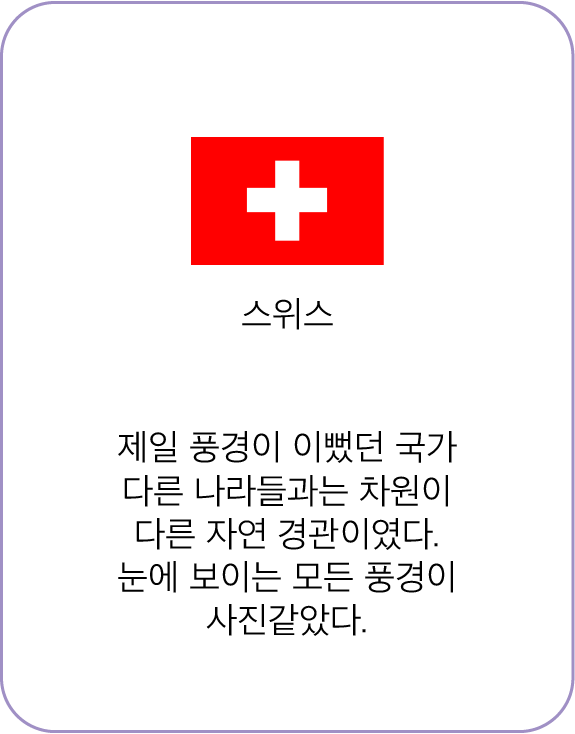 스위스
제일 풍경이 이뻤던 국가
다른 나라들과는 차원이
다른 자연 경관이였다.
눈에 보이는 모든 풍경이
사진같았다.